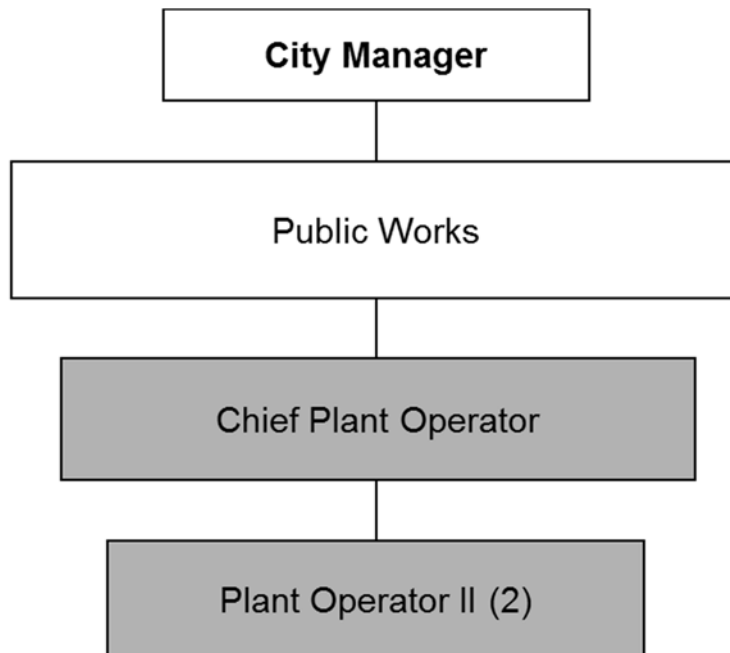 City Manager
Public Works
Chief Plant Operator
Plant Operator II (2)